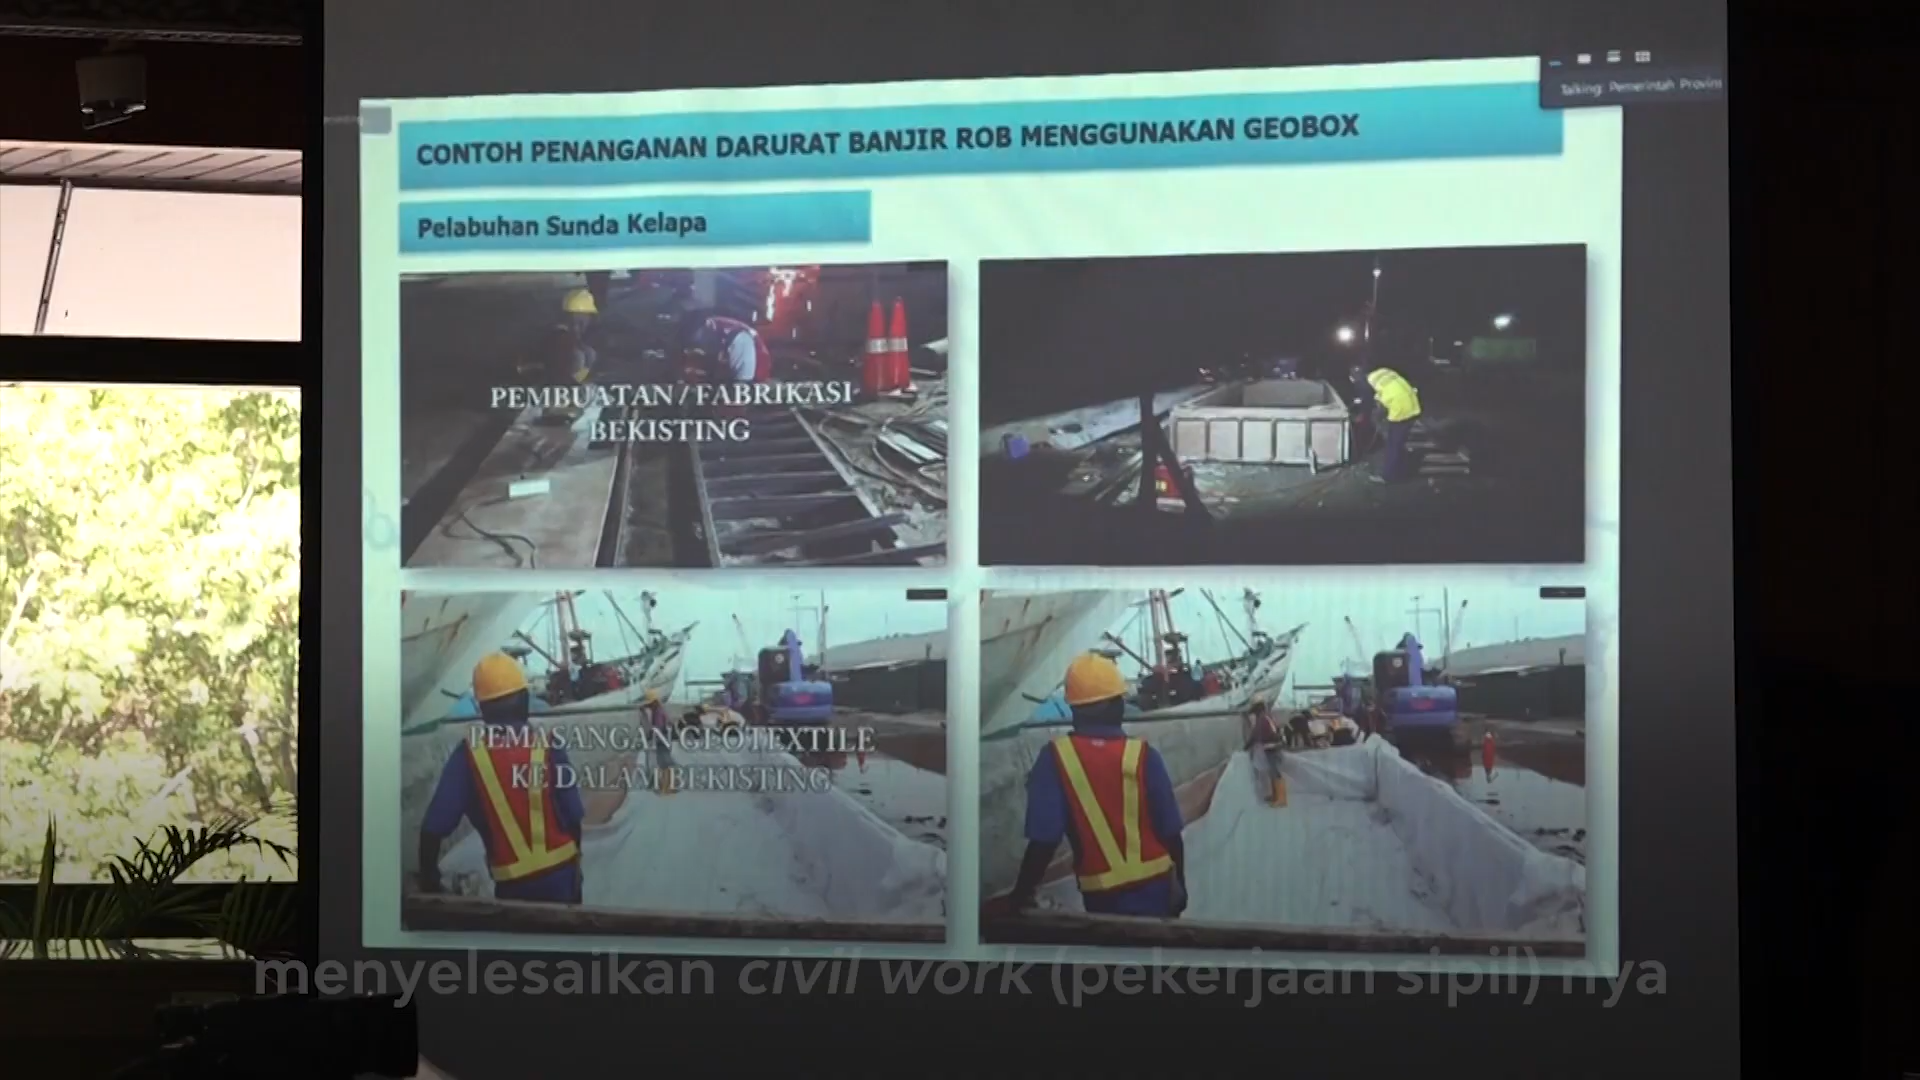 Talking: Pemerintah Provins
CONTOH PENANGANAN DARURAT BANJIR ROB MENGGUNAKAN GEOBOX
Pelabuhan Sunda Kelapa
PEMBUATAN / FABRIKASI
BEKISTING
PEMASANGAN GEOTEXTILE
KE DALAM BEKISTING
menyelesaikan civil work (pekerjaan sipil) nya